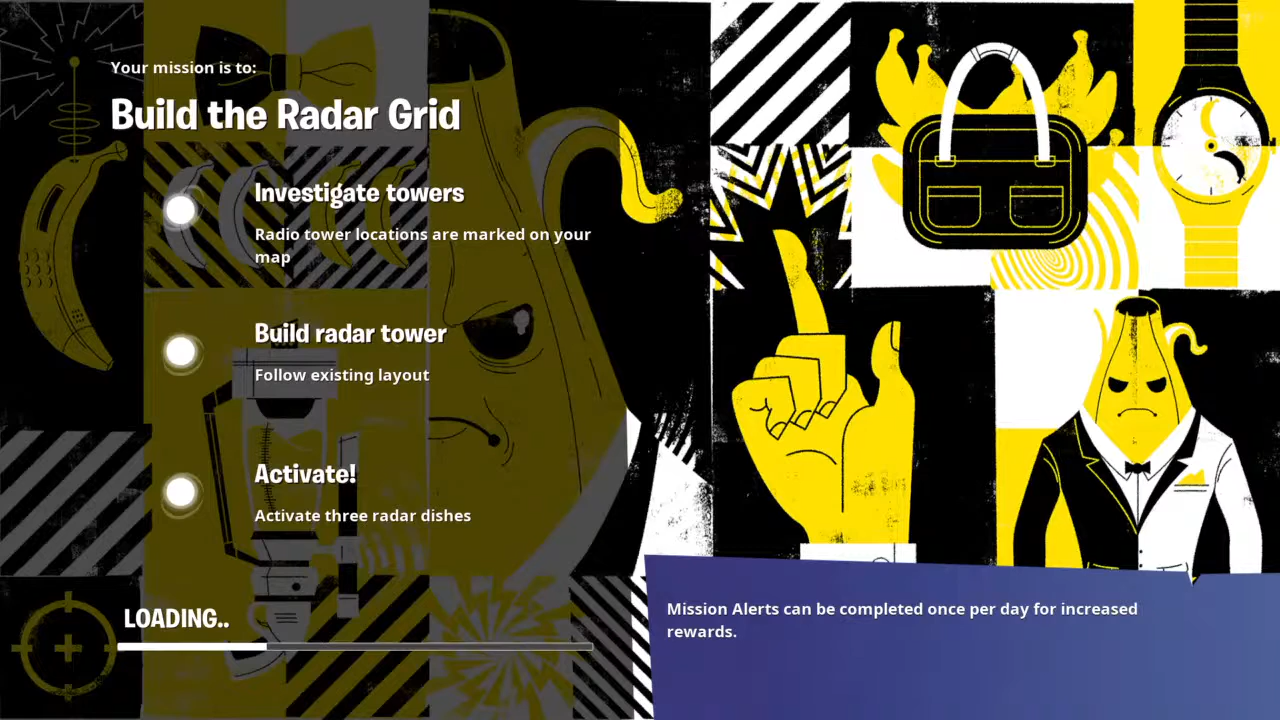 Your mission is to:
Build the Radar Grid
Investigate towers
Radio tower locations are marked on your
map
Build radar tower
Follow existing layout
Activate!
Activate three radar dishes
LOADING..
Mission Alerts can be completed once per day for increased
rewards.